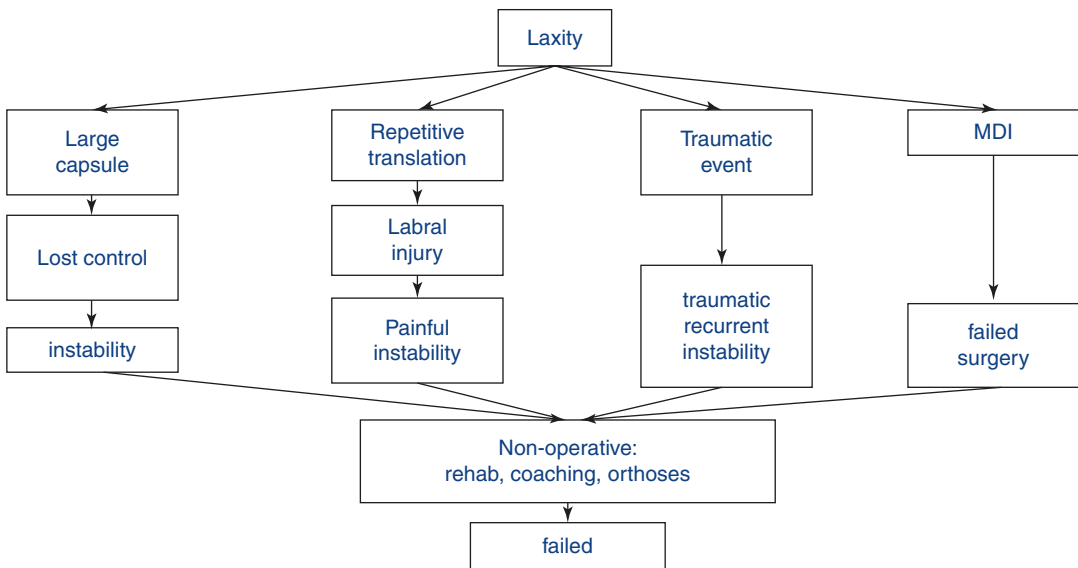 Laxity
Large
capsule
Repetitive
translation
Traumatic
event
MDI
Lost control
Labral
injury
instability
Painful
instability
traumatic
recurrent
instability
failed
surgery
Non-operative:
rehab, coaching, orthoses
failed